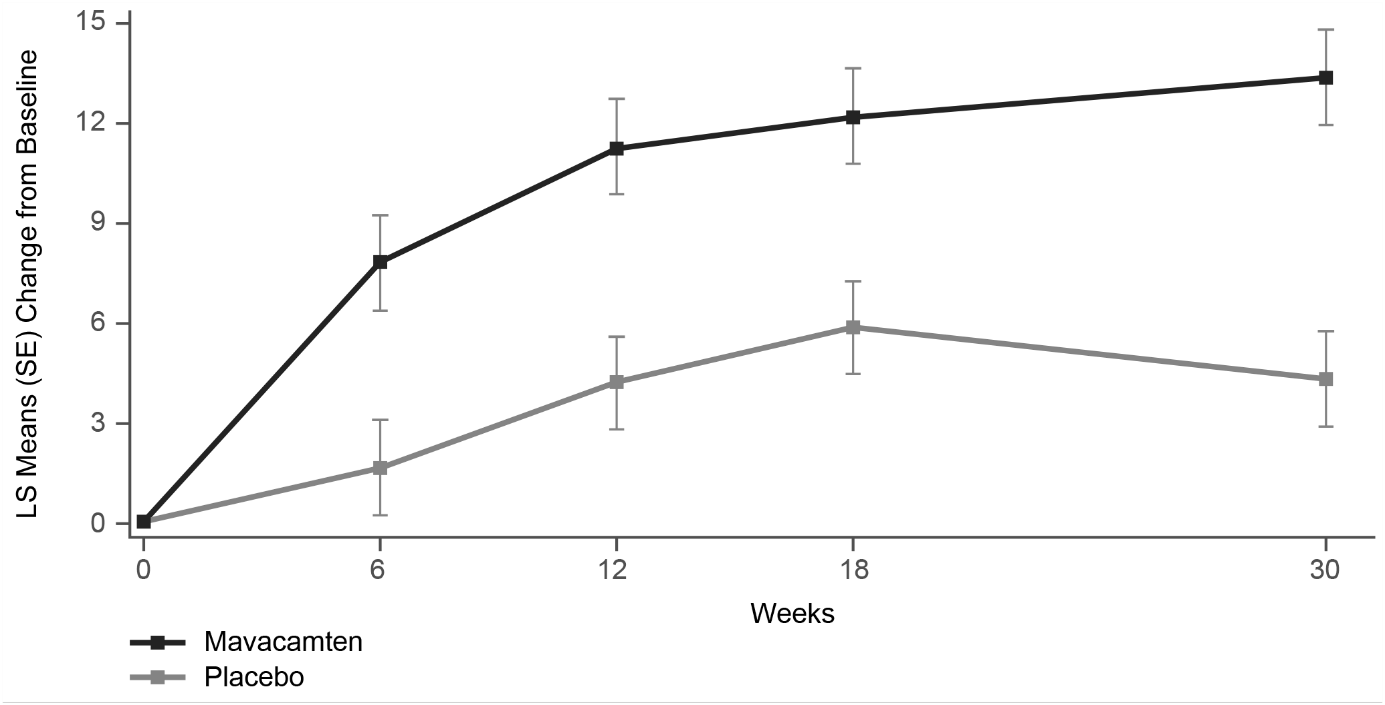 LS Means (SE) Change from Baseline
15
12
9
6
3
0
0 6 12 18 30
Weeks
Mavacamten
Placebo